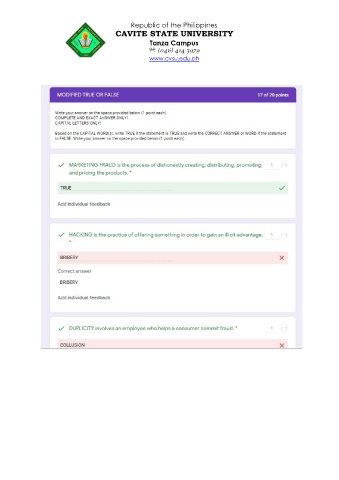 Republic of the Philippines
CAVITE STATE UNIVERSITY
Tanza Campus
☏ (046) 414-3979
www.cvsu.edu.ph
MODIFIED TRUE OR FALSE
17 of 20 points
Write your answer on the space provided below (1 point each)
COMPLETE AND EXACT ANSWER ONLY!
CAPITAL LETTERS ONLY!
Based on the CAPITAL WORD(s), write TRUE if the statement is TRUE and write the CORRECT ANSWER or WORD if the statement
is FALSE. Write your answer on the space provided below (1 point each).
MARKETING FRAUD is the process of dishonestly creating, distributing, promoting
and pricing the products. *
1 / 1
TRUE
Add individual feedback
HACKING is the practice of offering something in order to gain an illicit advantage.
*
1 / 1
BRIBERY
Correct answer
BRIBERY
Add individual feedback
DUPLICITY involves an employee who helps a consumer commit fraud. *
1 / 1
COLLUSION